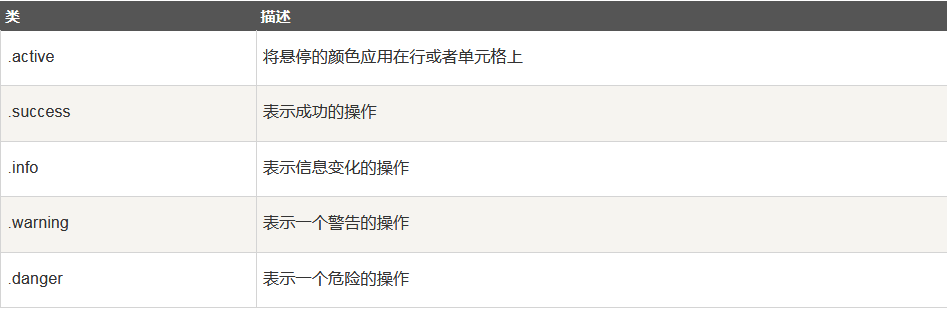 类 描述
.active 将悬停的颜色应用在行或者单元格上
.success 表示成功的操作
.info 表示信息变化的操作
.warning 表示一个警告的操作
.danger 表示一个危险的操作